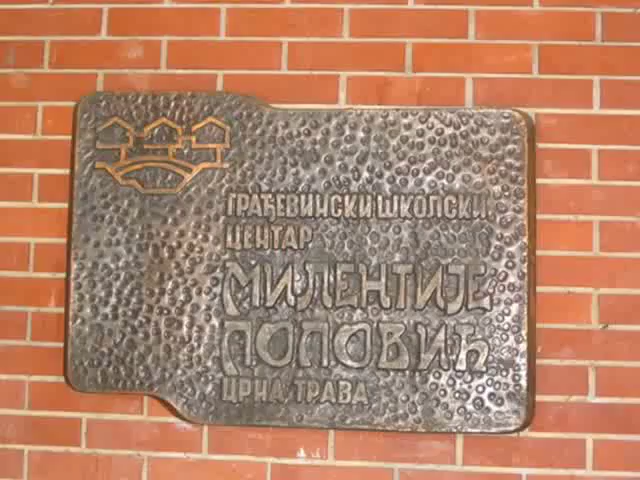 ГРАЂЕВИНСКИ ШКОЛСКИ
ЦЕНТАР
МИЛЕНТИЈЕ
ПОПОВИЋ
ЦРНА ТРАВА